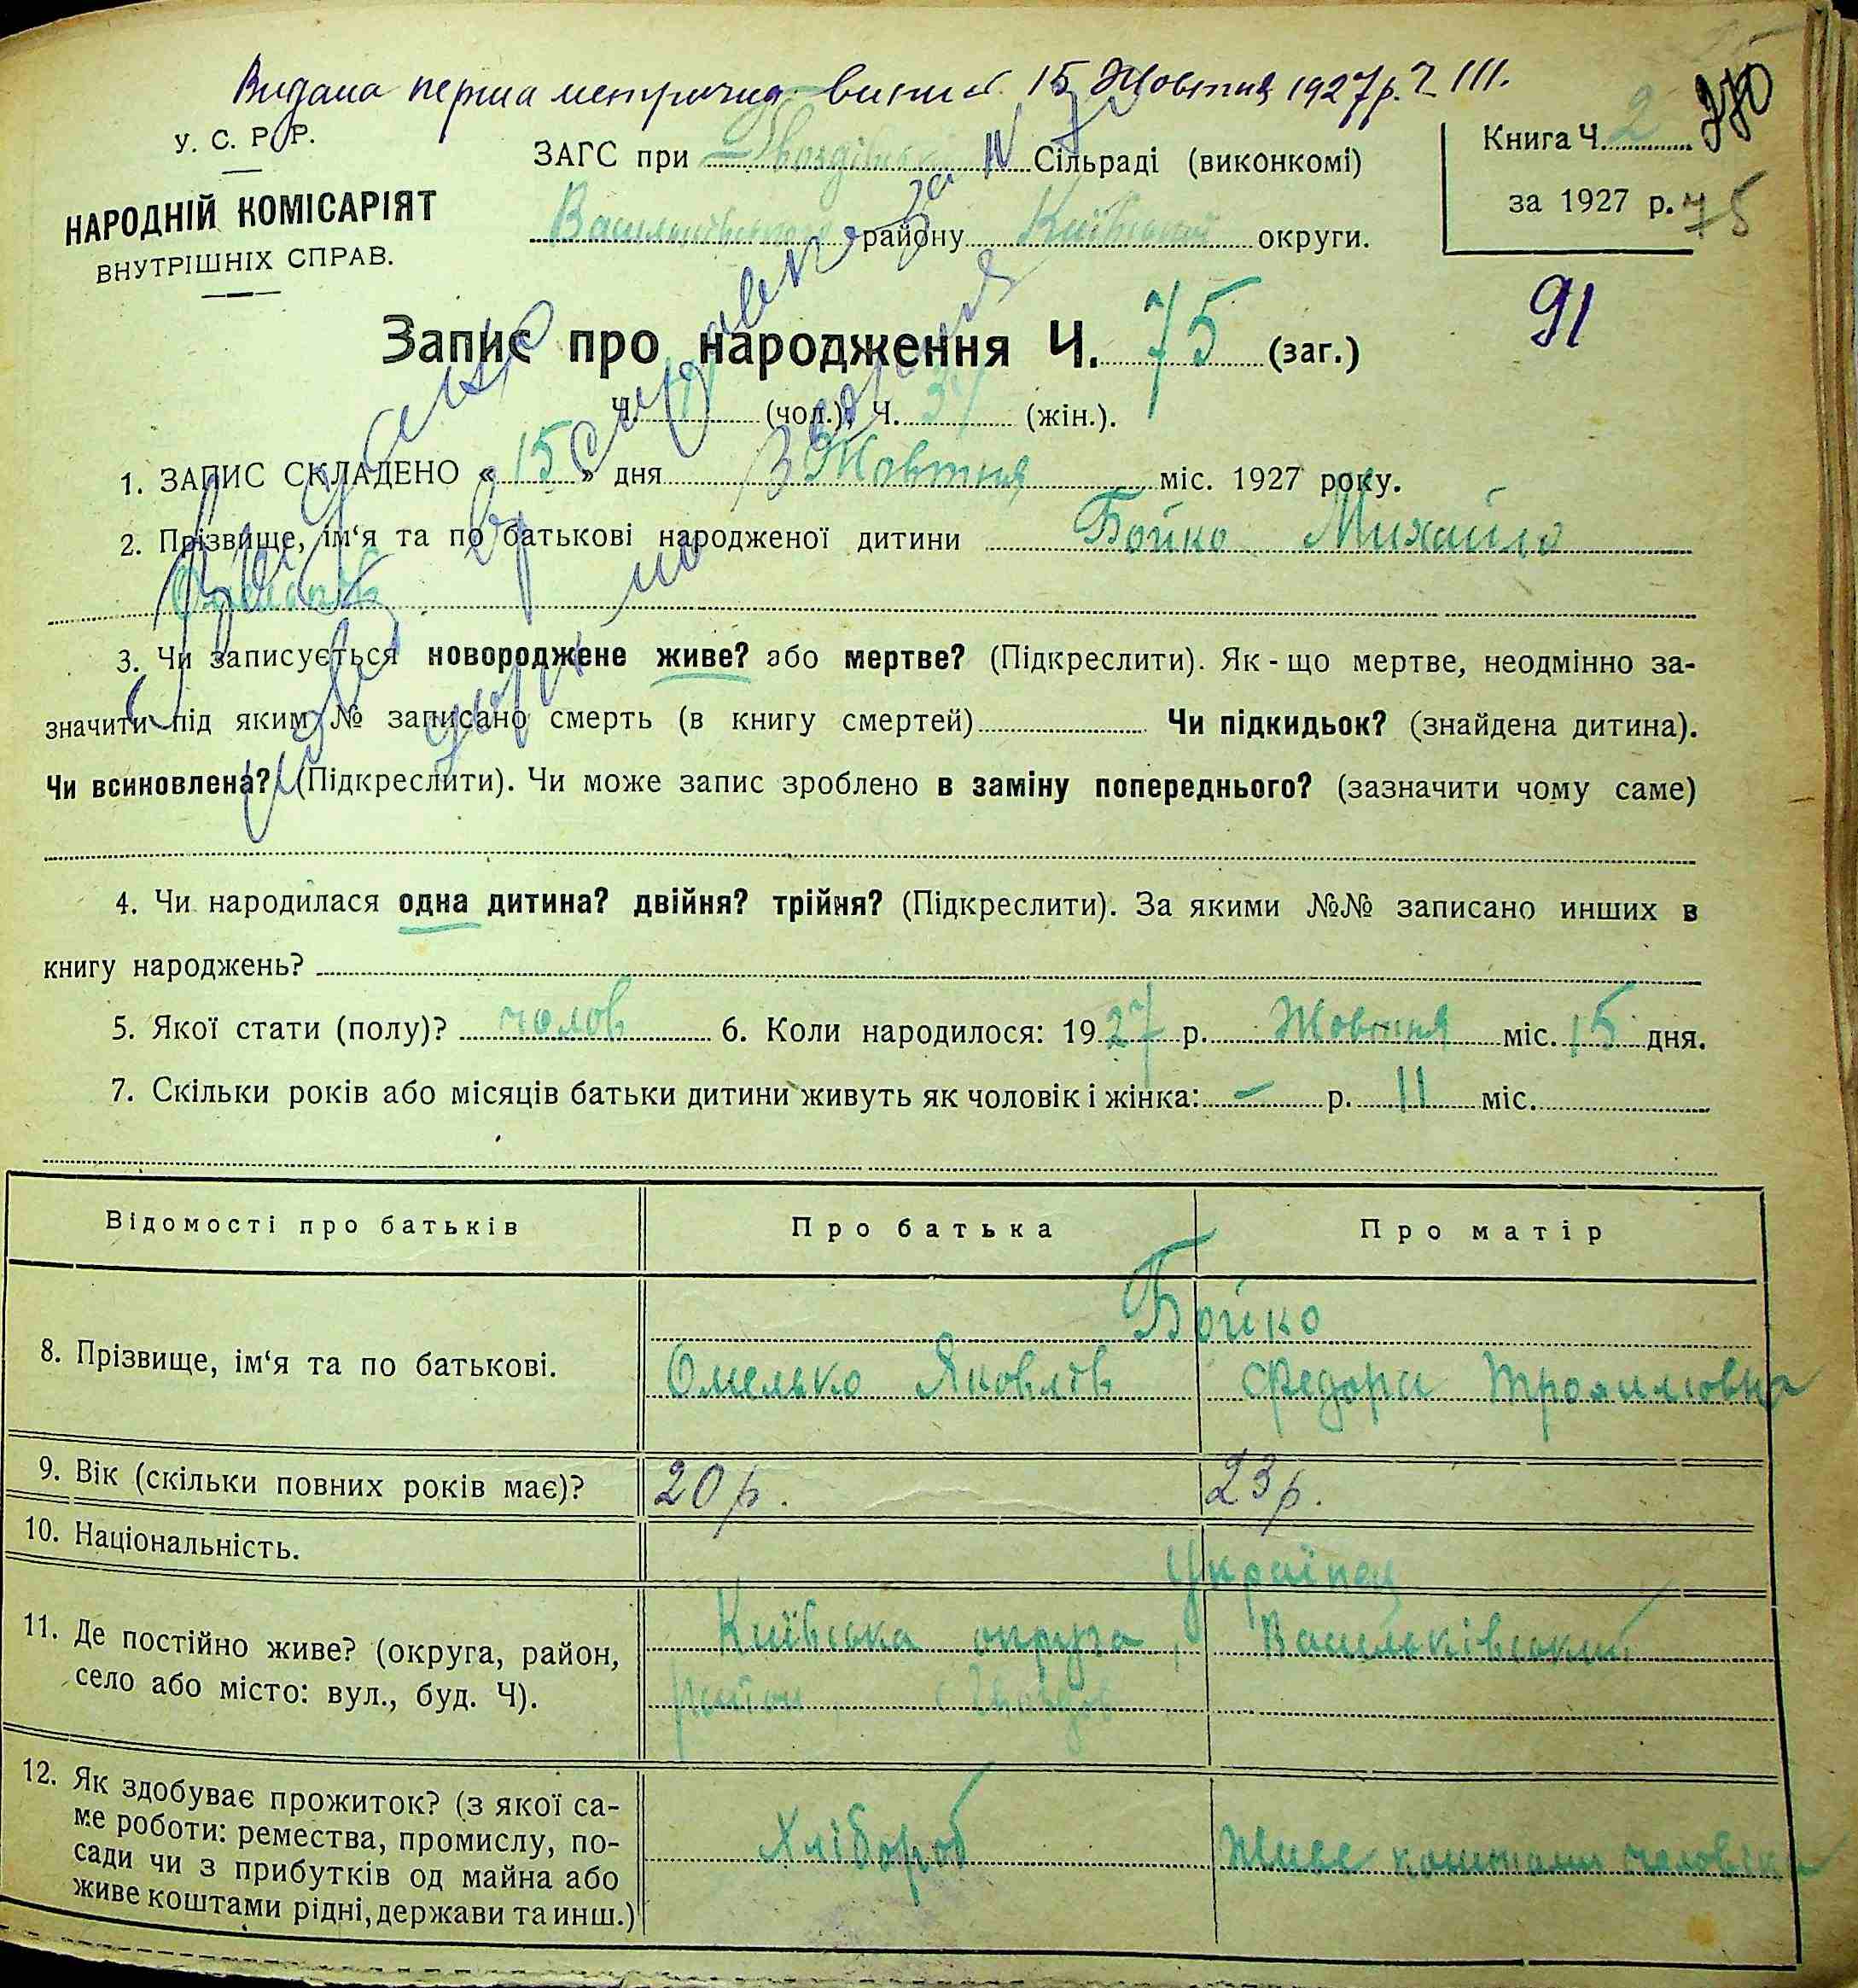 Видана перша метрична 15 Жовтня 1927 р. Ч. 111.
У. С. Р Р.
НАРОДНІЙ КОМІСАРІЯТ
ВНУТРІШНІХ СПРАВ.
ЗАГС при Сільраді (виконкомі)
району Київської округи.
Книга Ч. 2
370
за 1927 р. 75
91
Запис про народження Ч. 75 (заг.)
Ч. (чол.), Ч. (жін.).
1. ЗАПИС СКЛАДЕНО « 15 » дня Жовтня міс. 1927 року.
2. Прізвище, ім‘я та по батькові народженої дитини Бойко Михайло
3. Чи записується новороджене живе? або мертве? (Підкреслити). Як-що мертве, неодмінно за-
значити під яким № записано смерть (в книгу смертей) Чи підкидьок? (знайдена дитина).
Чи всиновлена? (Підкреслити). Чи може запис зроблено в заміну попереднього? (зазначити чому саме)
4. Чи народилася одна дитина? двійня? трійня? (Підкреслити). За якими №№ записано инших в
книгу народжень?
5. Якої стати (полу)? чолов 6. Коли народилося: 1927 р. Жовтня міс. 15 дня.
7. Скільки років або місяців батьки дитини живуть як чоловік і жінка: – р. 11 міс.
Відомості про батьків Про батька Про матір
Бойко
8. Прізвище, ім‘я та по батькові. Омелько Яковлів Федора
9. Вік (скільки повних років має)? 20 р. 23 р.
10. Національність. Українці
11. Де постійно живе? (округа, район, Київська округа, Васильківський
село або місто: вул., буд. Ч). район
12. Як здобуває прожиток? (з якої са-
ме роботи: ремества, промислу, по-
сади чи з прибутків од майна або Хлібороб Живе коштами чоловіка
живе коштами рідні, держави та инш.)